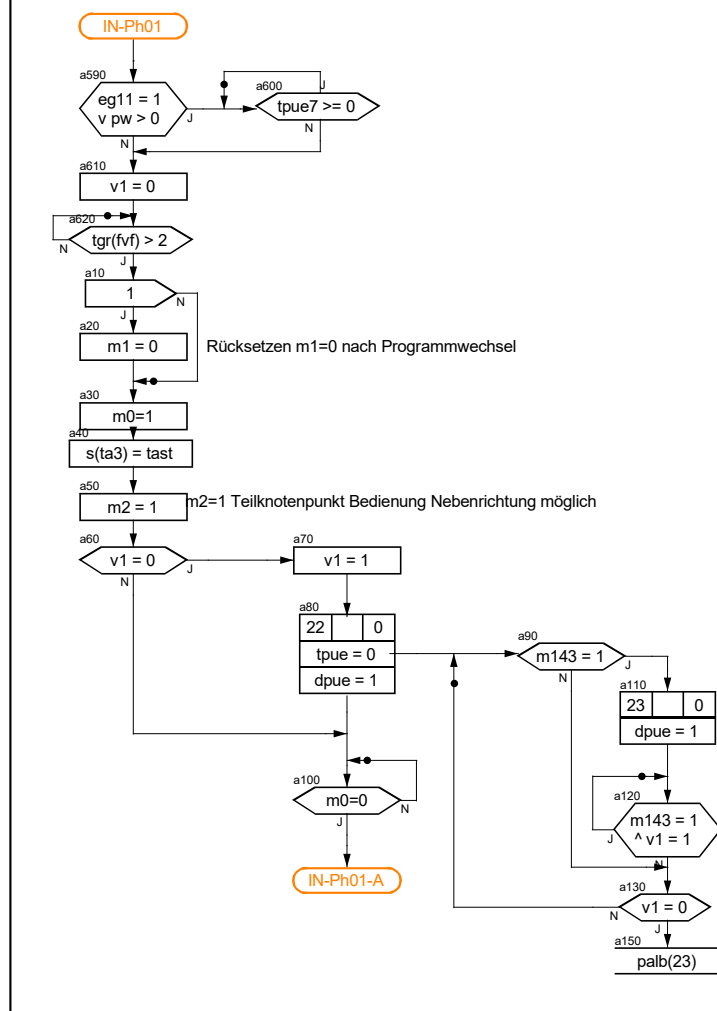 IN-Ph01
a590
eg11 = 1
v pw > 0
J
N
a600
tpue7 >= 0
J
N
a610
v1 = 0
a620
tgr(fvf) > 2
N
J
a10
1
N
J
a20
m1 = 0
Rücksetzen m1=0 nach Programmwechsel
a30
m0=1
a40
s(ta3) = tast
a50
m2 = 1
m2=1 Teilknotenpunkt Bedienung Nebenrichtung möglich
a60
v1 = 0
J
N
a70
v1 = 1
a80
22 0
tpue = 0
dpue = 1
a90
m143 = 1
J
N
a110
23 0
dpue = 1
a100
m0=0
N
J
a120
m143 = 1
^ v1 = 1
J
N
IN-Ph01-A
a130
v1 = 0
N
J
a150
palb(23)